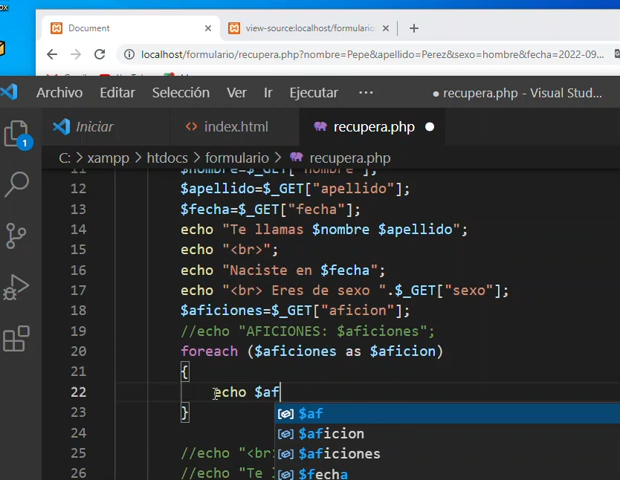 Document
view-source:localhost/formulario
localhost/formulario/recupera.php?nombre=Pepe&apellido=Perez&sexo=hombre&fecha=2022-09...
Archivo Editar Selección Ver Ir Ejecutar ··· ● recupera.php - Visual Stud...
Iniciar index.html recupera.php
C: > xampp > htdocs > formulario > recupera.php
11 $nombre=$_GET["nombre"];
12 $apellido=$_GET["apellido"];
13 $fecha=$_GET["fecha"];
14 echo "Te llamas $nombre $apellido";
15 echo "<br>";
16 echo "Naciste en $fecha";
17 echo "<br> Eres de sexo ".$_GET["sexo"];
18 $aficiones=$_GET["aficion"];
19 //echo "AFICIONES: $aficiones";
20 foreach ($aficiones as $aficion)
21 {
22 echo $af
23 }
$af
$aficion
$aficiones
$fecha
24
25 //echo "<b
26 //echo "Te
1